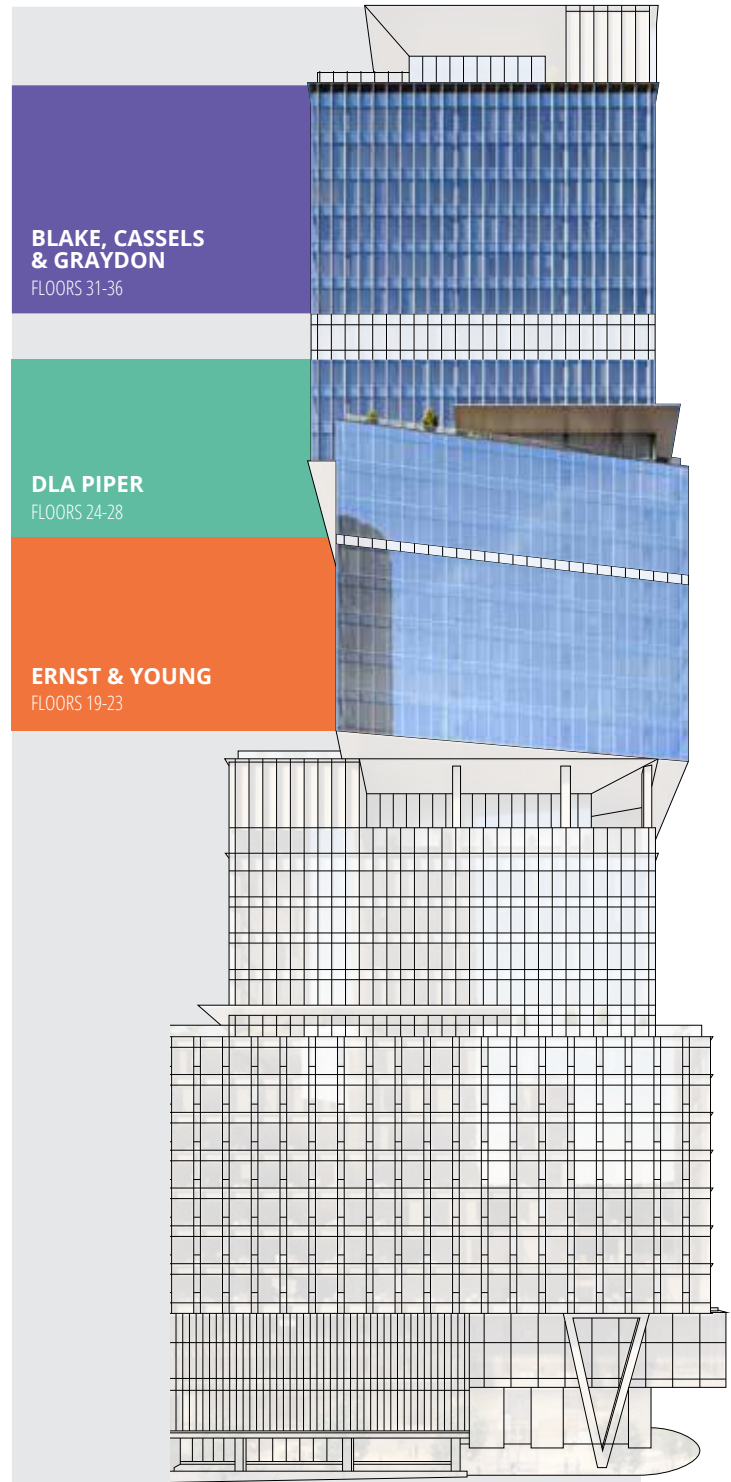 BLAKE, CASSELS
& GRAYDON
FLOORS 31-36
DLA PIPER
FLOORS 24-28
ERNST & YOUNG
FLOORS 19-23